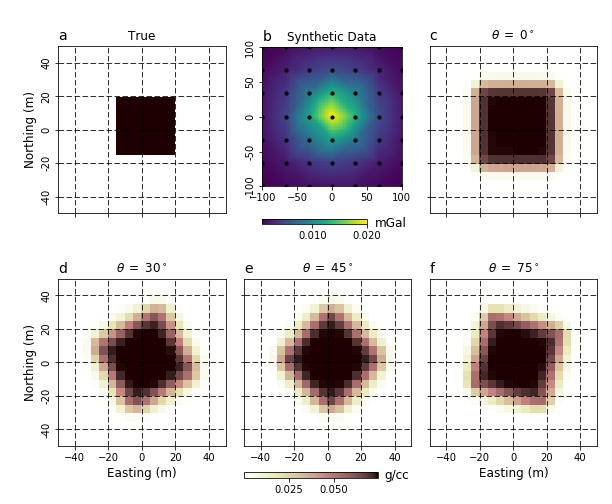 a True
b Synthetic Data
c θ = 0°
Northing (m)
40
20
0
-20
-40
100
50
0
-50
-100
-100 -50 0 50 100
0.010 0.020 mGal
d θ = 30°
e θ = 45°
f θ = 75°
Northing (m)
40
20
0
-20
-40
−40 −20 0 20 40
−40 −20 0 20 40
−40 −20 0 20 40
Easting (m)
Easting (m)
0.025 0.050 g/cc